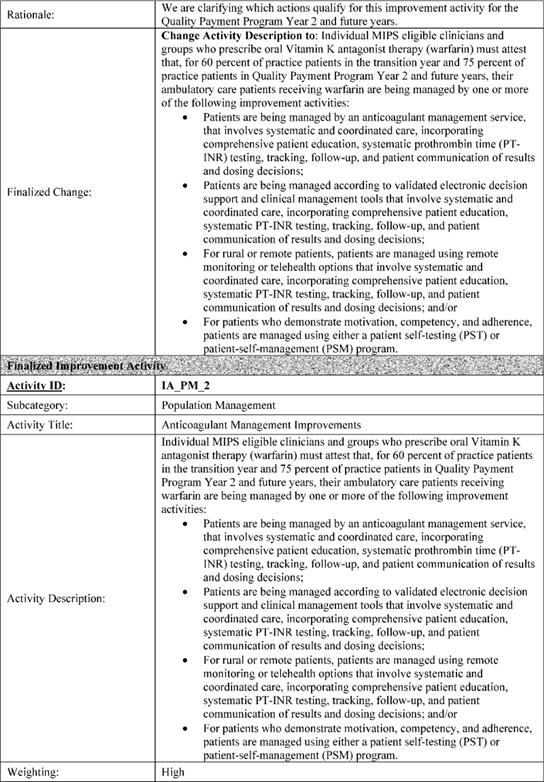 Rationale:
We are clarifying which actions qualify for this improvement activity for the
Quality Payment Program Year 2 and future years.
Finalized Change:
Change Activity Description to: Individual MIPS eligible clinicians and
groups who prescribe oral Vitamin K antagonist therapy (warfarin) must attest
that, for 60 percent of practice patients in the transition year and 75 percent of
practice patients in Quality Payment Program Year 2 and future years, their
ambulatory care patients receiving warfarin are being managed by one or more
of the following improvement activities:
• Patients are being managed by an anticoagulant management service,
that involves systematic and coordinated care, incorporating
comprehensive patient education, systematic prothrombin time (PT-
INR) testing, tracking, follow-up, and patient communication of results
and dosing decisions;
• Patients are being managed according to validated electronic decision
support and clinical management tools that involve systematic and
coordinated care, incorporating comprehensive patient education,
systematic PT-INR testing, tracking, follow-up, and patient
communication of results and dosing decisions;
• For rural or remote patients, patients are managed using remote
monitoring or telehealth options that involve systematic and
coordinated care, incorporating comprehensive patient education,
systematic PT-INR testing, tracking, follow-up, and patient
communication of results and dosing decisions; and/or
• For patients who demonstrate motivation, competency, and adherence,
patients are managed using either a patient self-testing (PST) or
patient-self-management (PSM) program.
Finalized Improvement Activity
Activity ID:
IA_PM_2
Subcategory:
Population Management
Activity Title:
Anticoagulant Management Improvements
Activity Description:
Individual MIPS eligible clinicians and groups who prescribe oral Vitamin K
antagonist therapy (warfarin) must attest that, for 60 percent of practice patients
in the transition year and 75 percent of practice patients in Quality Payment
Program Year 2 and future years, their ambulatory care patients receiving
warfarin are being managed by one or more of the following improvement
activities:
• Patients are being managed by an anticoagulant management service,
that involves systematic and coordinated care, incorporating
comprehensive patient education, systematic prothrombin time (PT-
INR) testing, tracking, follow-up, and patient communication of results
and dosing decisions;
• Patients are being managed according to validated electronic decision
support and clinical management tools that involve systematic and
coordinated care, incorporating comprehensive patient education,
systematic PT-INR testing, tracking, follow-up, and patient
communication of results and dosing decisions;
• For rural or remote patients, patients are managed using remote
monitoring or telehealth options that involve systematic and
coordinated care, incorporating comprehensive patient education,
systematic PT-INR testing, tracking, follow-up, and patient
communication of results and dosing decisions; and/or
• For patients who demonstrate motivation, competency, and adherence,
patients are managed using either a patient self-testing (PST) or
patient-self-management (PSM) program.
Weighting:
High